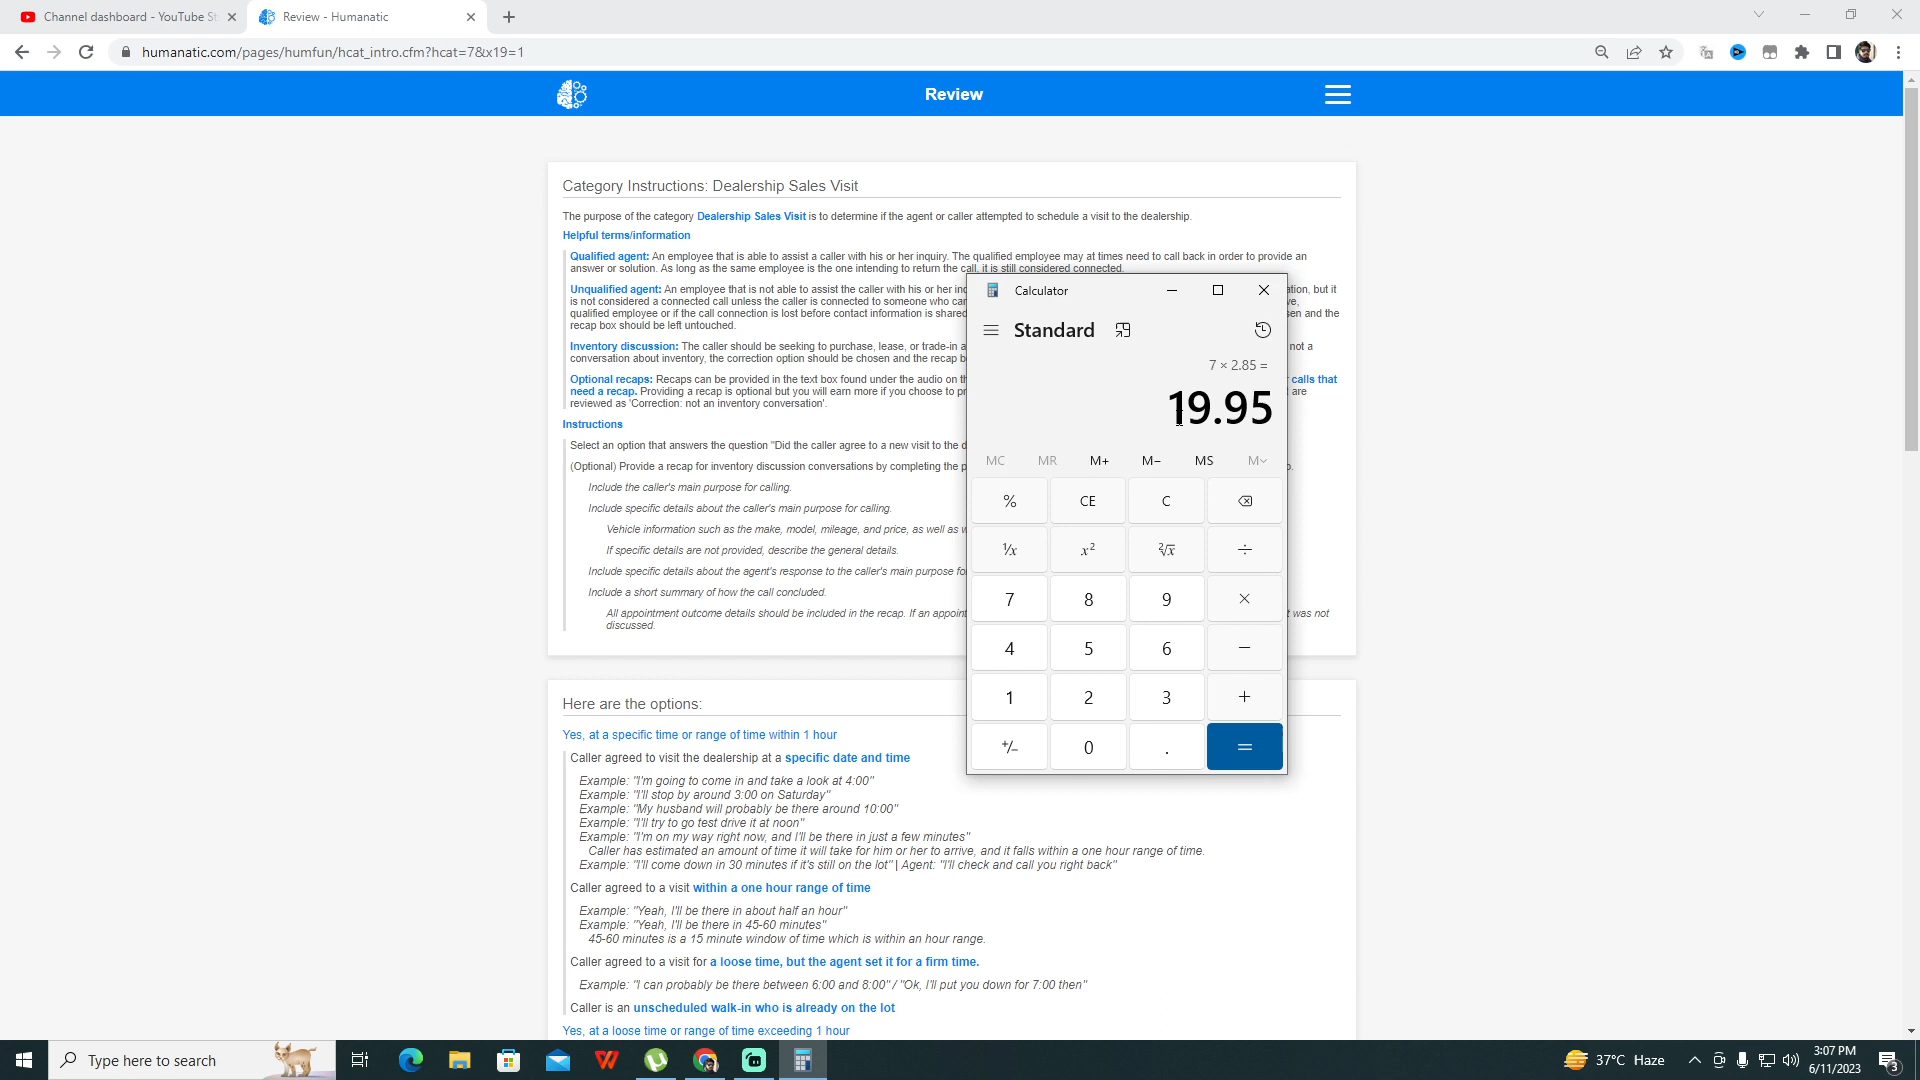 Channel dashboard - YouTube St
Review - Humanatic
humanatic.com/pages/humfun/hcat_intro.cfm?hcat=7&x19=1
Review
Category Instructions: Dealership Sales Visit
The purpose of the category Dealership Sales Visit is to determine if the agent or caller attempted to schedule a visit to the dealership.
Helpful terms/information
Qualified agent: An employee that is able to assist a caller with his or her inquiry. The qualified employee may at times need to call back in order to provide an
answer or solution. As long as the same employee is the one intending to return the call, it is still considered connected.
Unqualified agent: An employee that is not able to assist the caller with his or her inq
ation, but it
is not considered a connected call unless the caller is connected to someone who can
ve,
qualified employee or if the call connection is lost before contact information is shared
sen and the
recap box should be left untouched.
Inventory discussion: The caller should be seeking to purchase, lease, or trade-in a
not a
conversation about inventory, the correction option should be chosen and the recap b
Optional recaps: Recaps can be provided in the text box found under the audio on th
calls that
need a recap. Providing a recap is optional but you will earn more if you choose to pr
are
reviewed as 'Correction: not an inventory conversation'.
Instructions
Select an option that answers the question "Did the caller agree to a new visit to the d
(Optional) Provide a recap for inventory discussion conversations by completing the p
Include the caller's main purpose for calling.
Include specific details about the caller's main purpose for calling.
Vehicle information such as the make, model, mileage, and price, as well as w
If specific details are not provided, describe the general details.
Include specific details about the agent's response to the caller's main purpose fo
Include a short summary of how the call concluded.
All appointment outcome details should be included in the recap. If an appoint
t was not
discussed.
Here are the options:
Yes, at a specific time or range of time within 1 hour
Caller agreed to visit the dealership at a specific date and time
Example: "I'm going to come in and take a look at 4:00"
Example: "I'll stop by around 3:00 on Saturday"
Example: "My husband will probably be there around 10:00"
Example: "I'll try to go test drive it at noon"
Example: "I'm on my way right now, and I'll be there in just a few minutes"
Caller has estimated an amount of time it will take for him or her to arrive, and it falls within a one hour range of time.
Example: "I'll come down in 30 minutes if it's still on the lot" | Agent: "I'll check and call you right back"
Caller agreed to a visit within a one hour range of time
Example: "Yeah, I'll be there in about half an hour"
Example: "Yeah, I'll be there in 45-60 minutes"
45-60 minutes is a 15 minute window of time which is within an hour range.
Caller agreed to a visit for a loose time, but the agent set it for a firm time.
Example: "I can probably be there between 6:00 and 8:00" / "Ok, I'll put you down for 7:00 then"
Caller is an unscheduled walk-in who is already on the lot
Yes, at a loose time or range of time exceeding 1 hour
Calculator
Standard
7 × 2.85 =
19.95
MC MR M+ M− MS M
% CE C
¹/x x² ²√x ÷
7 8 9 ×
4 5 6 −
1 2 3 +
+/− 0 . =
Type here to search
37°C Haze
3:07 PM
6/11/2023
3